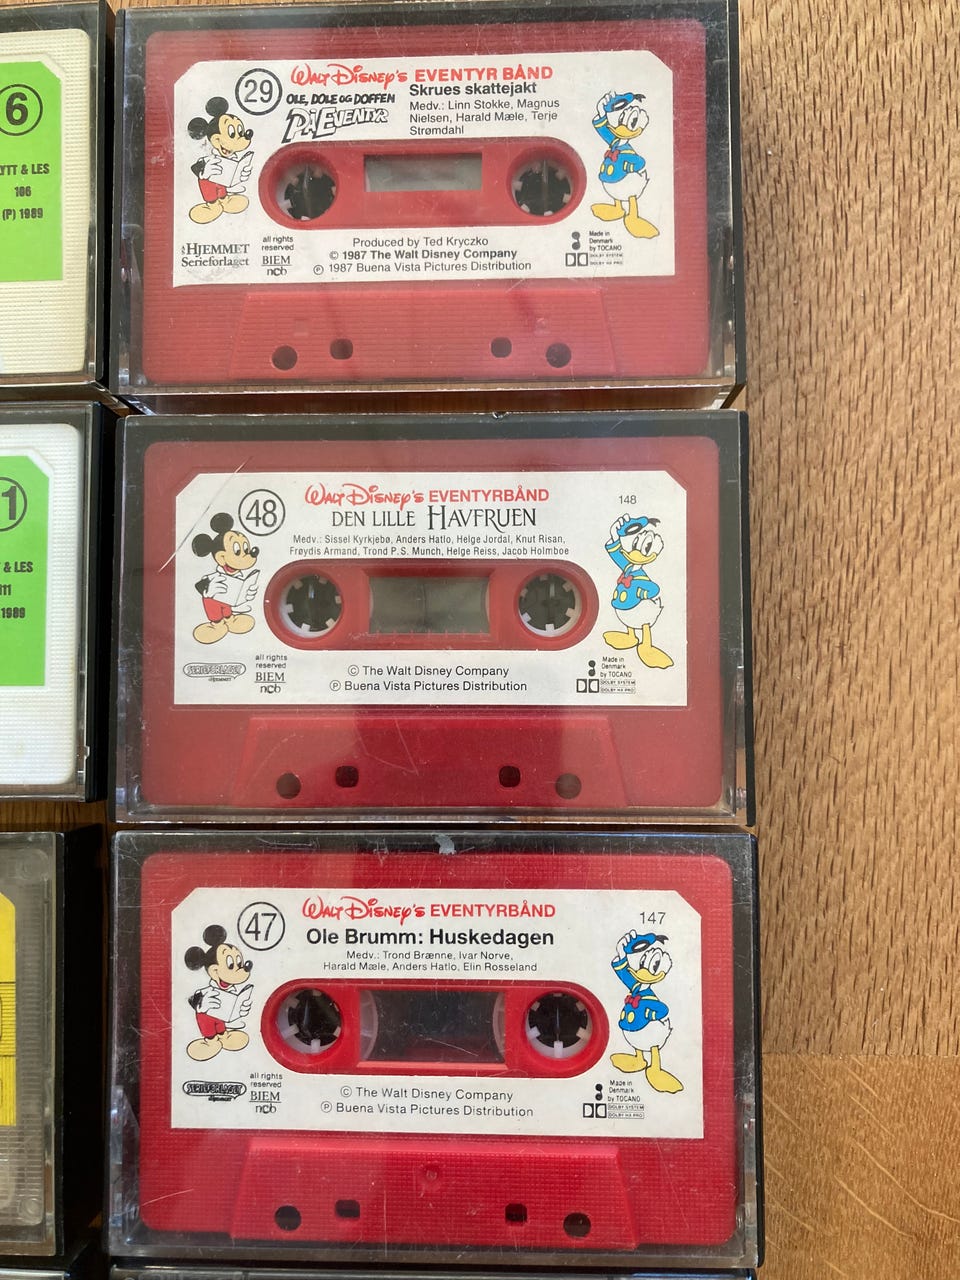 6
LYTT & LES
106
(P) 1989
29
WALT DISNEY'S EVENTYR BÅND
OLE, DOLE OG DOFFEN
PÅ EVENTYR
Skrues skattejakt
Medv.: Linn Stokke, Magnus
Nielsen, Harald Mæle, Terje
Strømdahl
HJEMMET
Serieforlaget
all rights
reserved
BIEM
ncb
Produced by Ted Kryczko
© 1987 The Walt Disney Company
℗ 1987 Buena Vista Pictures Distribution
Made in
Denmark
by TOCANO
DOLBY SYSTEM
DOLBY HX PRO
1
& LES
111
1989
48
WALT DISNEY'S EVENTYRBÅND
148
DEN LILLE HAVFRUEN
Medv.: Sissel Kyrkjebø, Anders Hatlo, Helge Jordal, Knut Risan,
Frøydis Armand, Trond P.S. Munch, Helge Reiss, Jacob Holmboe
SERIEFORLAGET
HJEMMET
all rights
reserved
BIEM
ncb
© The Walt Disney Company
℗ Buena Vista Pictures Distribution
Made in
Denmark
by TOCANO
DOLBY SYSTEM
DOLBY HX PRO
47
WALT DISNEY'S EVENTYRBÅND
147
Ole Brumm: Huskedagen
Medv.: Trond Brænne, Ivar Norve,
Harald Mæle, Anders Hatlo, Elin Rosseland
SERIEFORLAGET
HJEMMET
all rights
reserved
BIEM
ncb
© The Walt Disney Company
℗ Buena Vista Pictures Distribution
Made in
Denmark
by TOCANO
DOLBY SYSTEM
DOLBY HX PRO